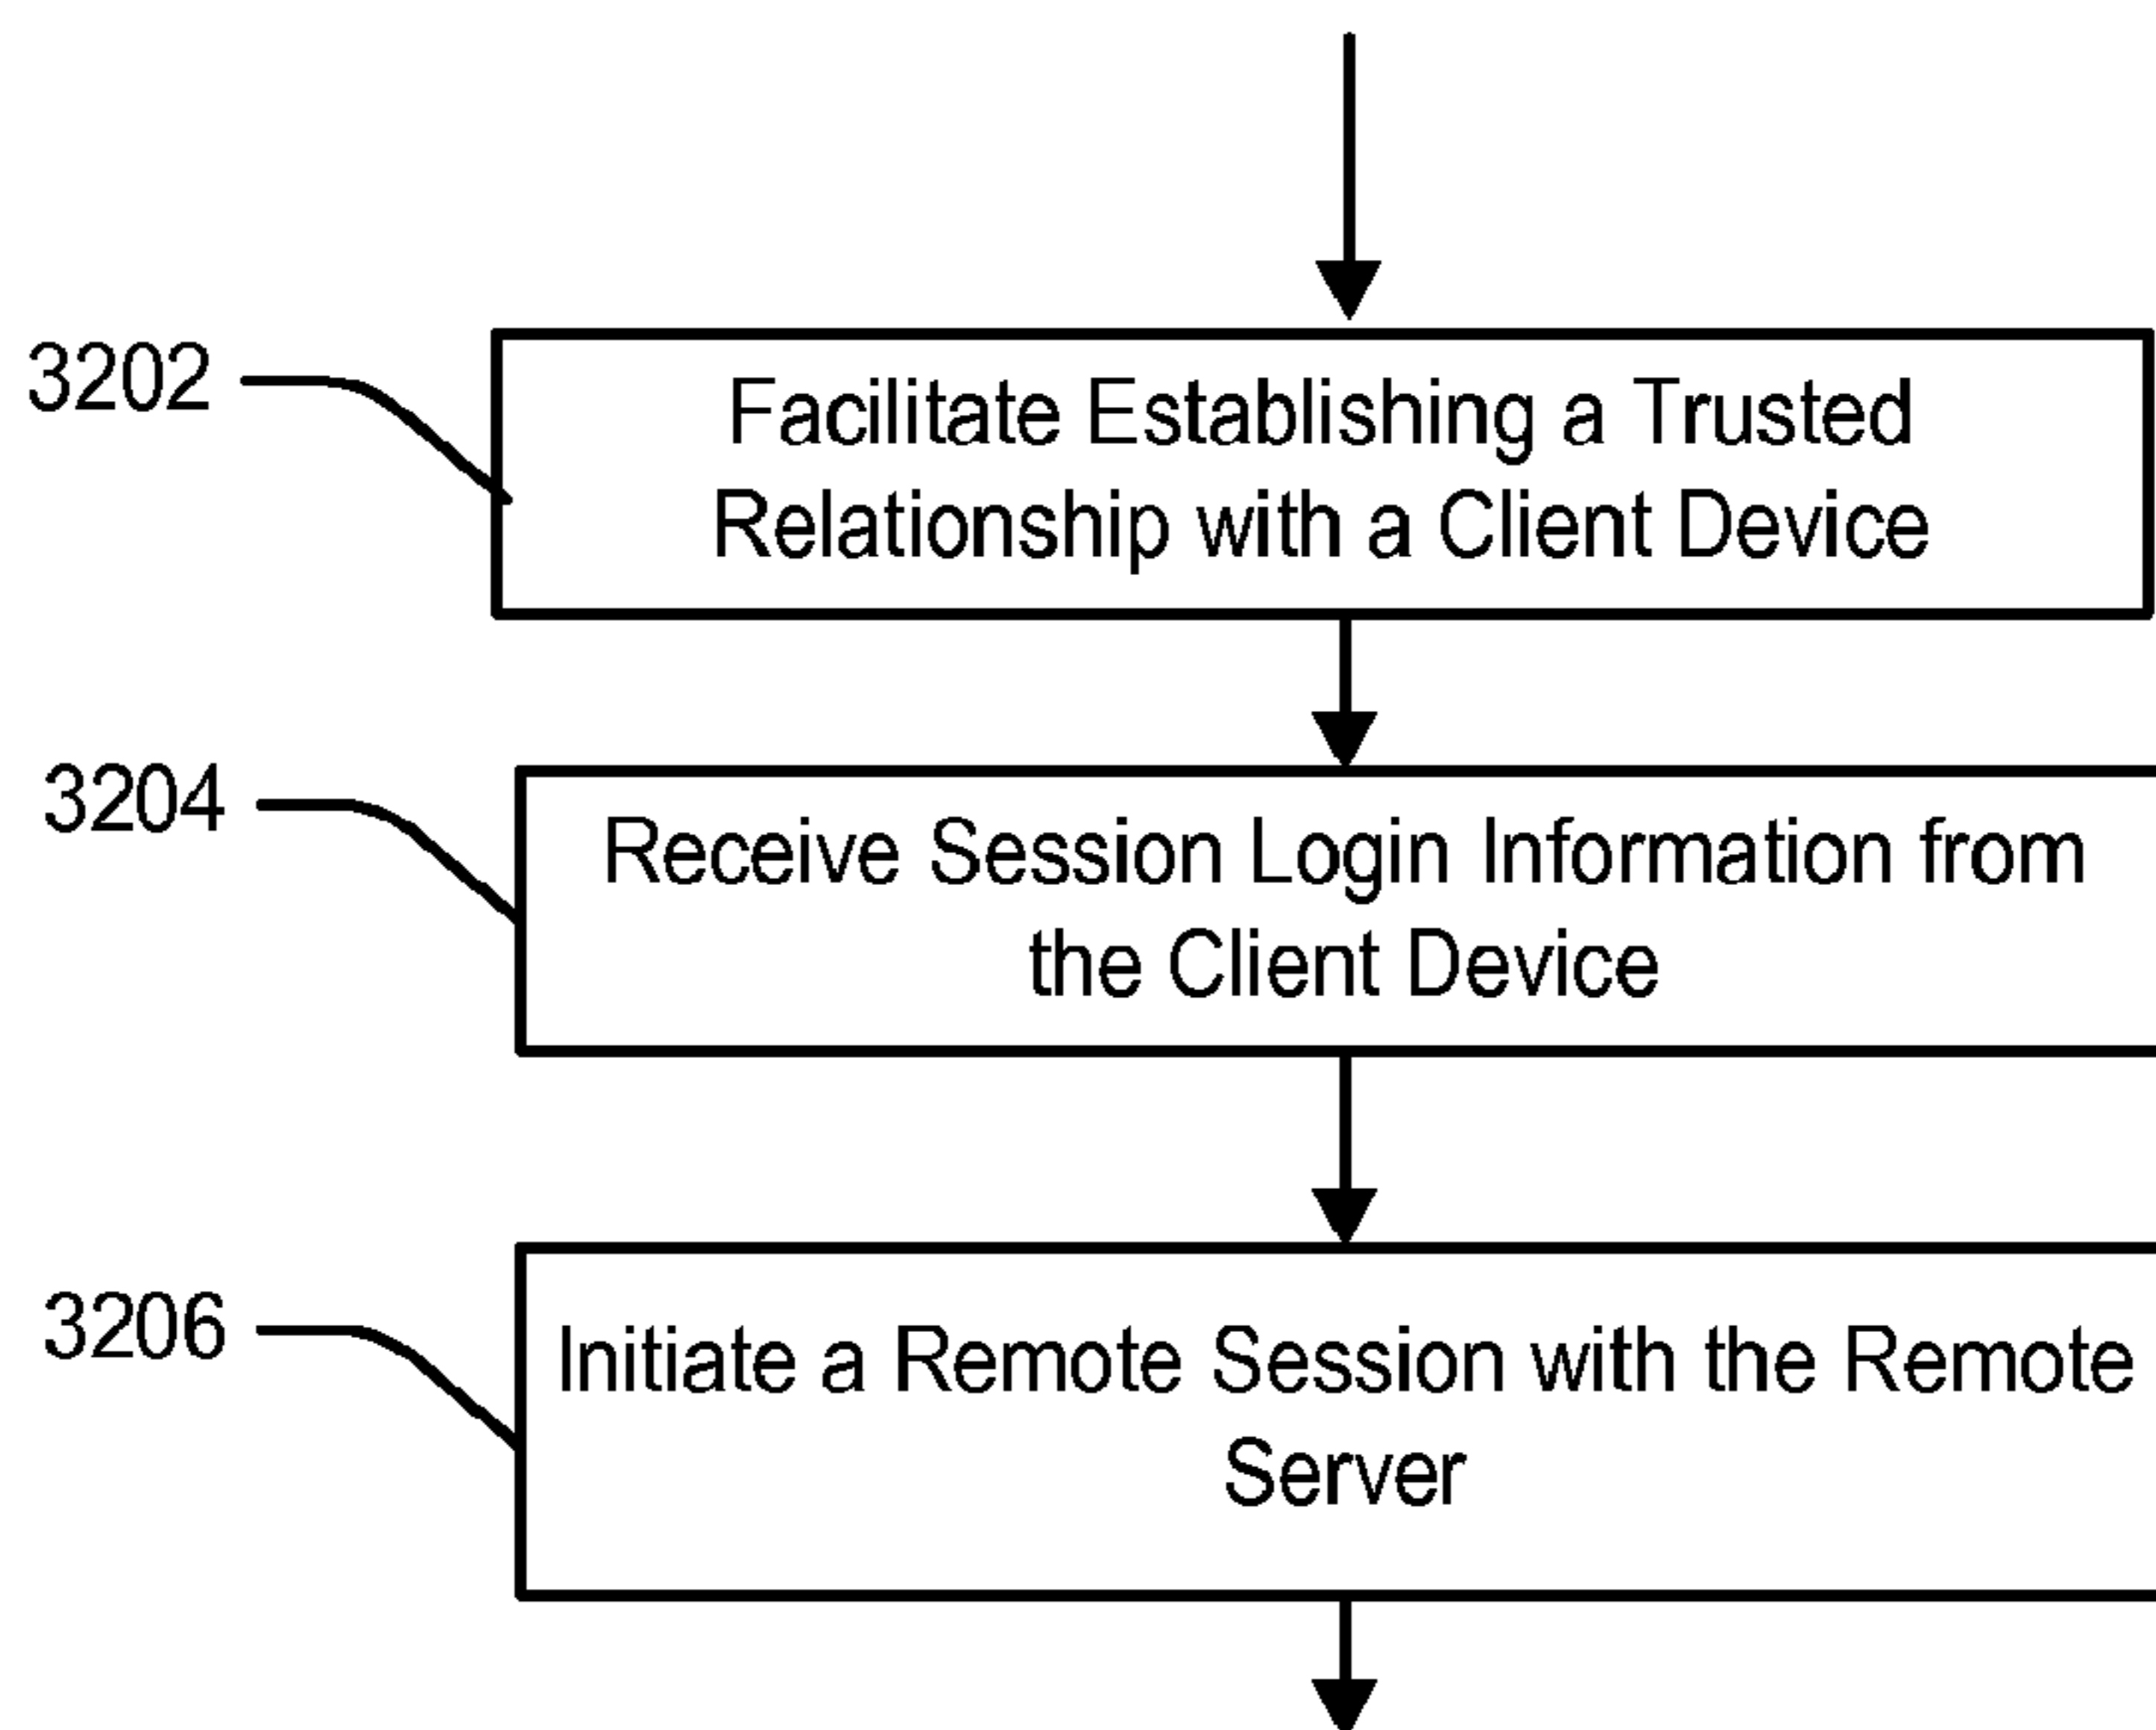 3202
Facilitate Establishing a Trusted
Relationship with a Client Device
3204
Receive Session Login Information from
the Client Device
3206
Initiate a Remote Session with the Remote
Server